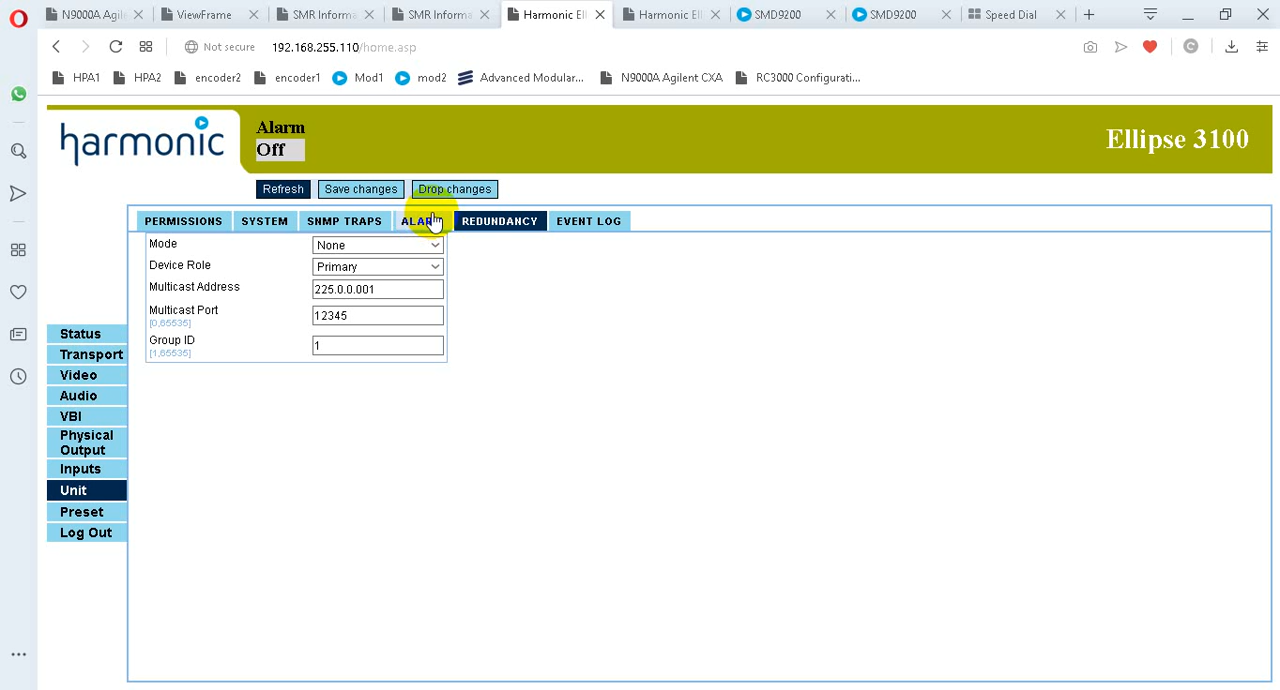 N9000A Agil
ViewFrame
SMR Informa
SMR Informa
Harmonic Ell
Harmonic El
SMD9200
SMD9200
Speed Dial
Not secure
192.168.255.110/home.asp
HPA1
HPA2
encoder2
encoder1
Mod1
mod2
Advanced Modular...
N9000A Agilent CXA
RC3000 Configurati...
harmonic
Alarm
Off
Ellipse 3100
Refresh
Save changes
Drop changes
PERMISSIONS
SYSTEM
SNMP TRAPS
REDUNDANCY
EVENT LOG
Mode
None
Device Role
Primary
Multicast Address
225.0.0.001
Multicast Port
[0,65535]
12345
Group ID
[1,65535]
1
Status
Transport
Video
Audio
VBI
Physical
Output
Inputs
Unit
Preset
Log Out